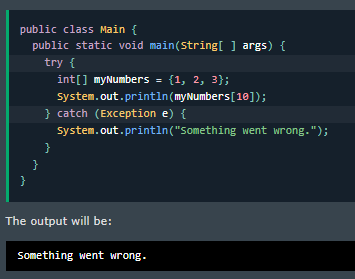 public class Main {
  public static void main(String[ ] args) {
    try {
      int[] myNumbers = {1, 2, 3};
      System.out.println(myNumbers[10]);
    } catch (Exception e) {
      System.out.println("Something went wrong.");
    }
  }
}
The output will be:
Something went wrong.